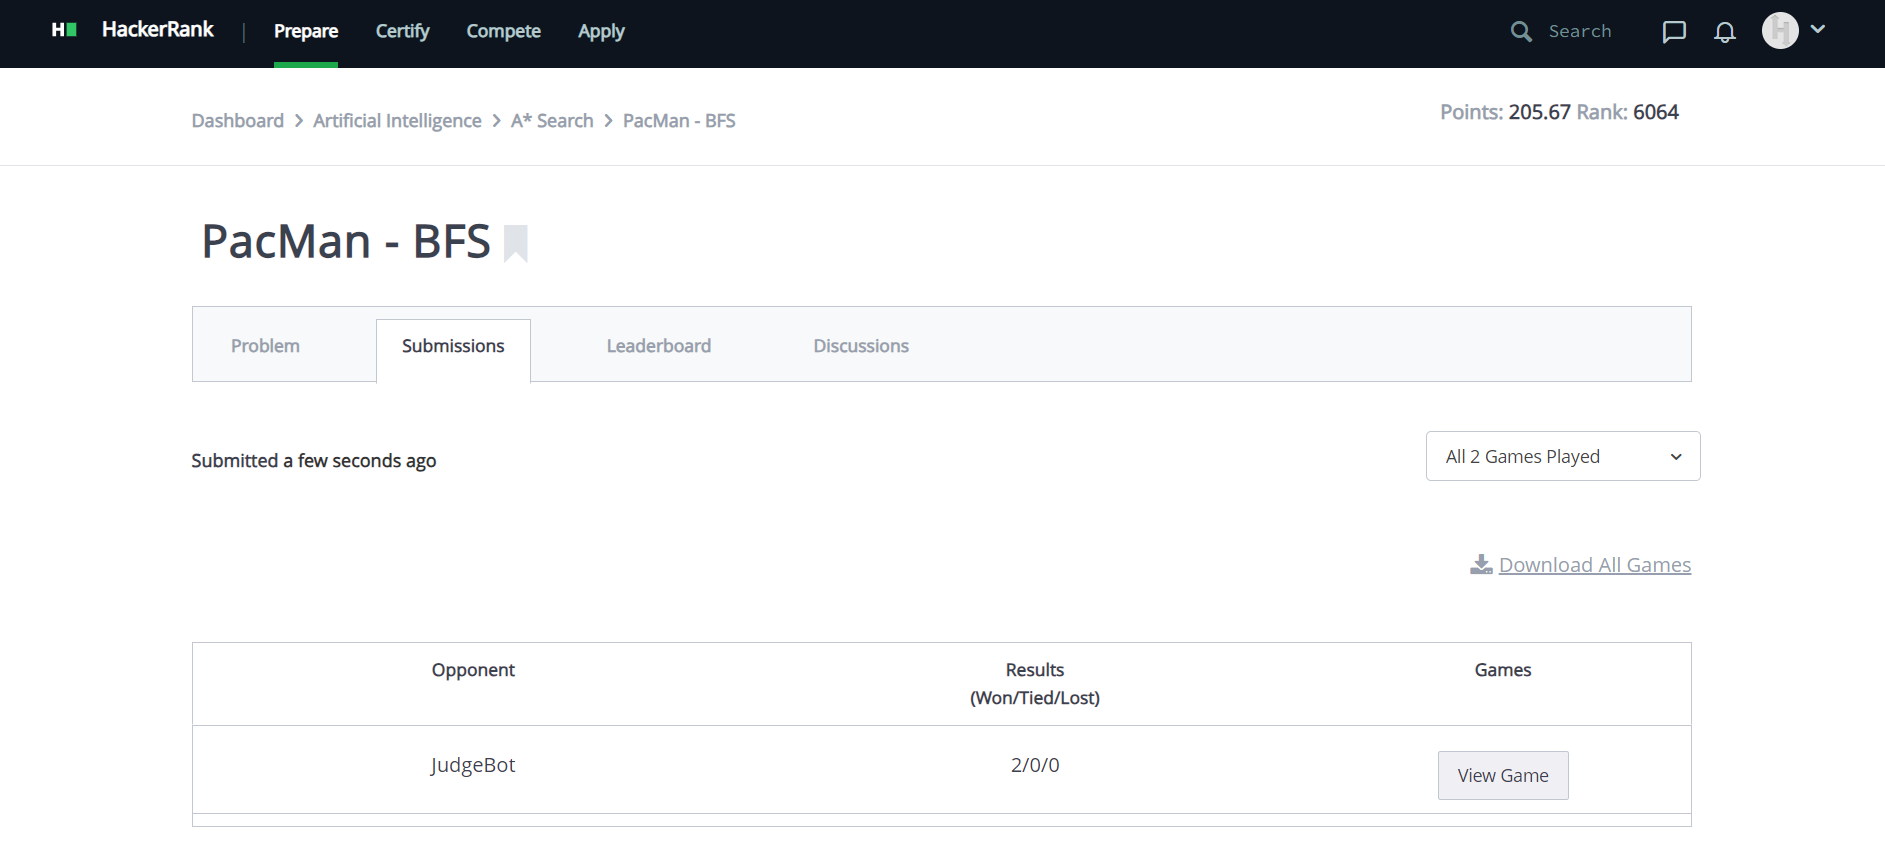 HackerRank | Prepare Certify Compete Apply Search
Dashboard > Artificial Intelligence > A* Search > PacMan - BFS
Points: 205.67 Rank: 6064
PacMan - BFS
Problem Submissions Leaderboard Discussions
Submitted a few seconds ago
All 2 Games Played
Download All Games
Opponent Results Games
(Won/Tied/Lost)
JudgeBot 2/0/0 View Game